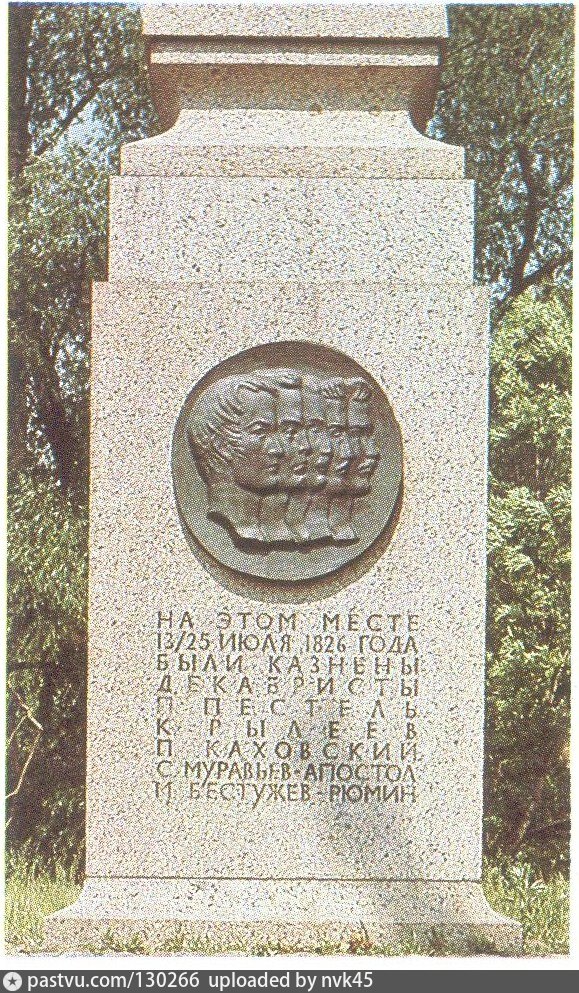 НА ЭТОМ МЕСТЕ
13/25 ИЮЛЯ 1826 ГОДА
БЫЛИ КАЗНЕНЫ
ДЕКАБРИСТЫ
П ПЕСТЕЛЬ
К РЫЛЕЕВ
П КАХОВСКИЙ
С МУРАВЬЕВ-АПОСТОЛ
М БЕСТУЖЕВ-РЮМИН
pastvu.com/130266 uploaded by nvk45